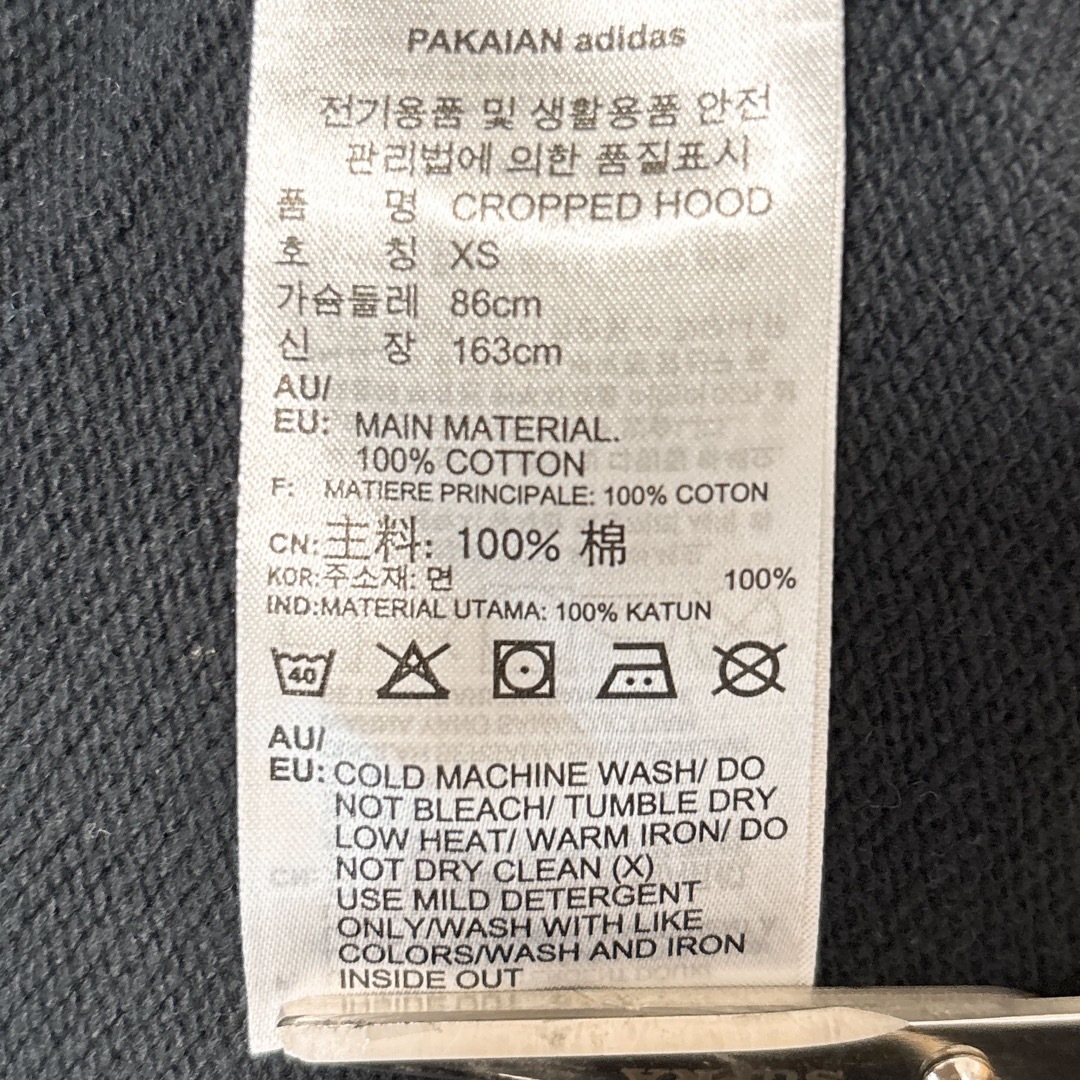 PAKAIAN adidas
전기용품 및 생활용품 안전
관리법에 의한 품질표시
품 명 CROPPED HOOD
호 칭 XS
가슴둘레 86cm
신 장 163cm
AU/
EU: MAIN MATERIAL.
100% COTTON
F: MATIERE PRINCIPALE: 100% COTON
CN:主料: 100% 棉
KOR:주소재: 면 100%
IND:MATERIAL UTAMA: 100% KATUN
40
AU/
EU: COLD MACHINE WASH/ DO
NOT BLEACH/ TUMBLE DRY
LOW HEAT/ WARM IRON/ DO
NOT DRY CLEAN (X)
USE MILD DETERGENT
ONLY/WASH WITH LIKE
COLORS/WASH AND IRON
INSIDE OUT